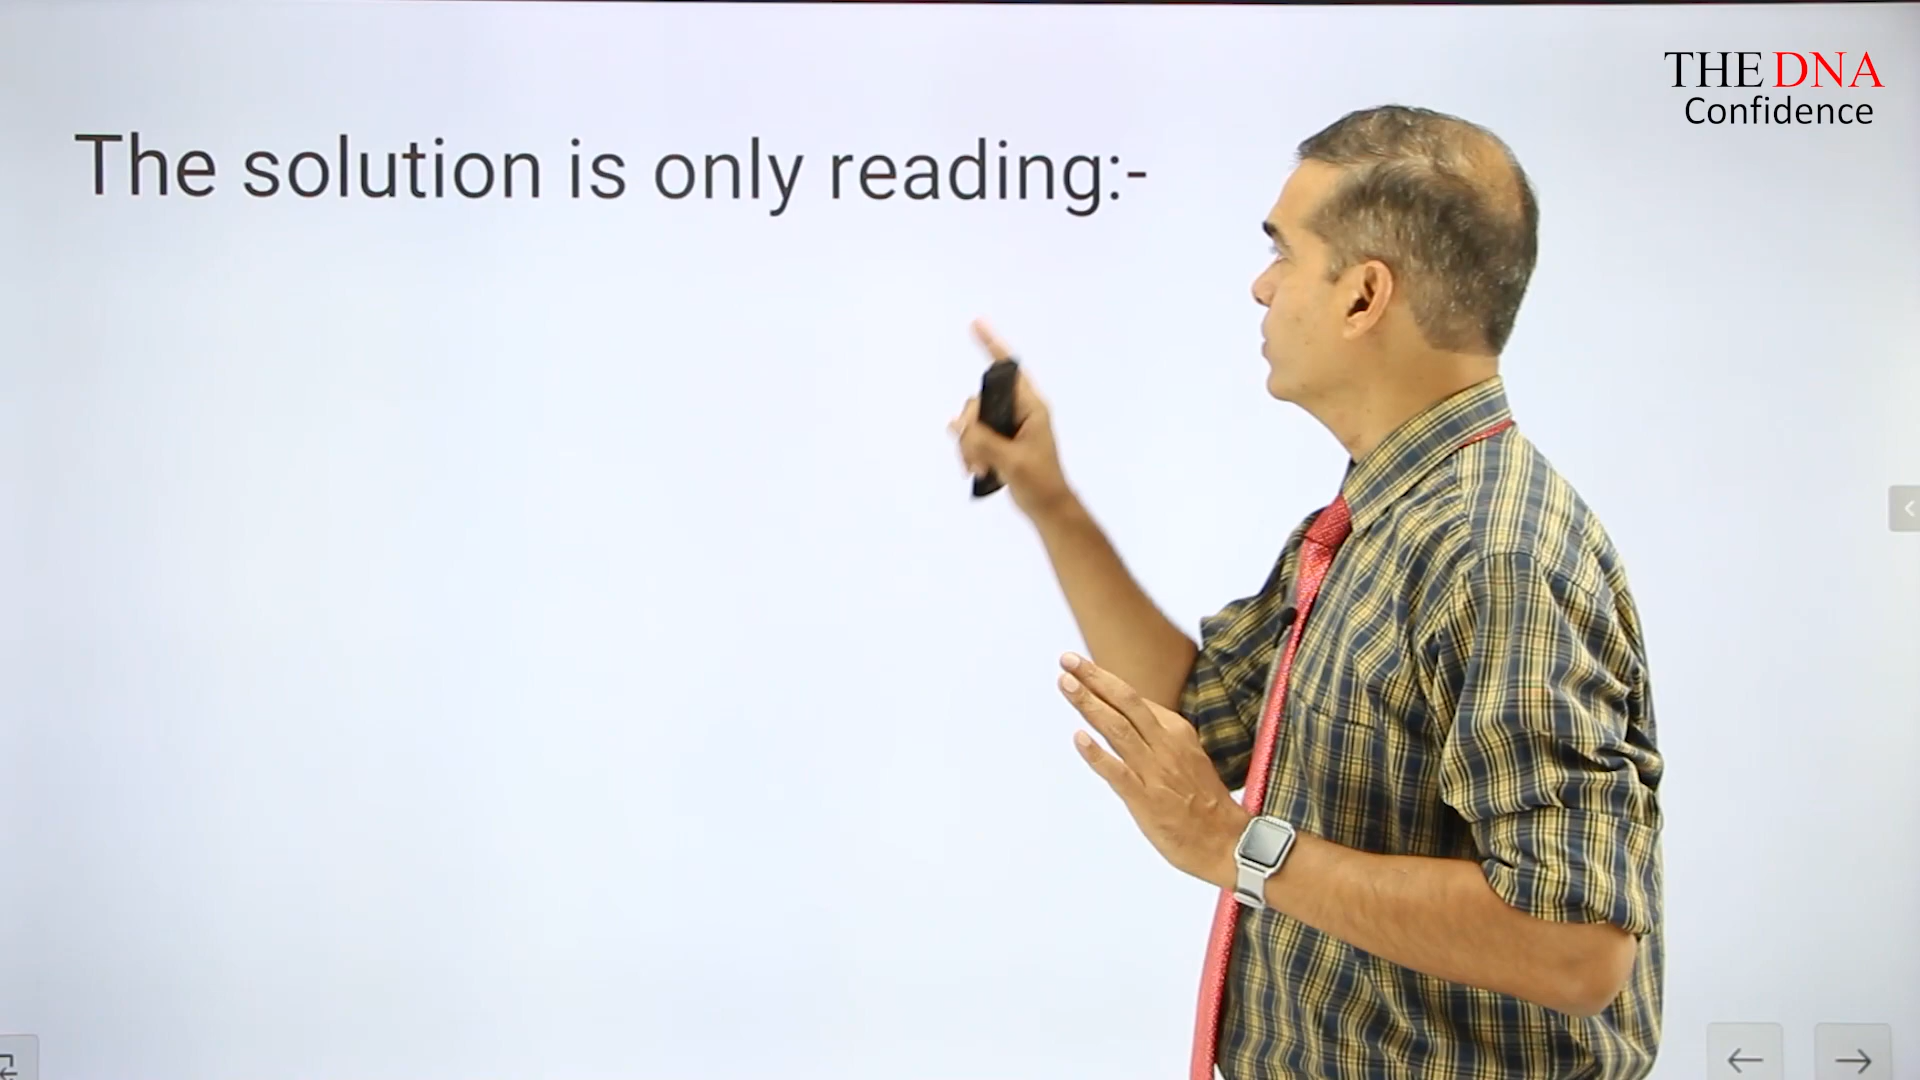 THE DNA
Confidence
The solution is only reading:-